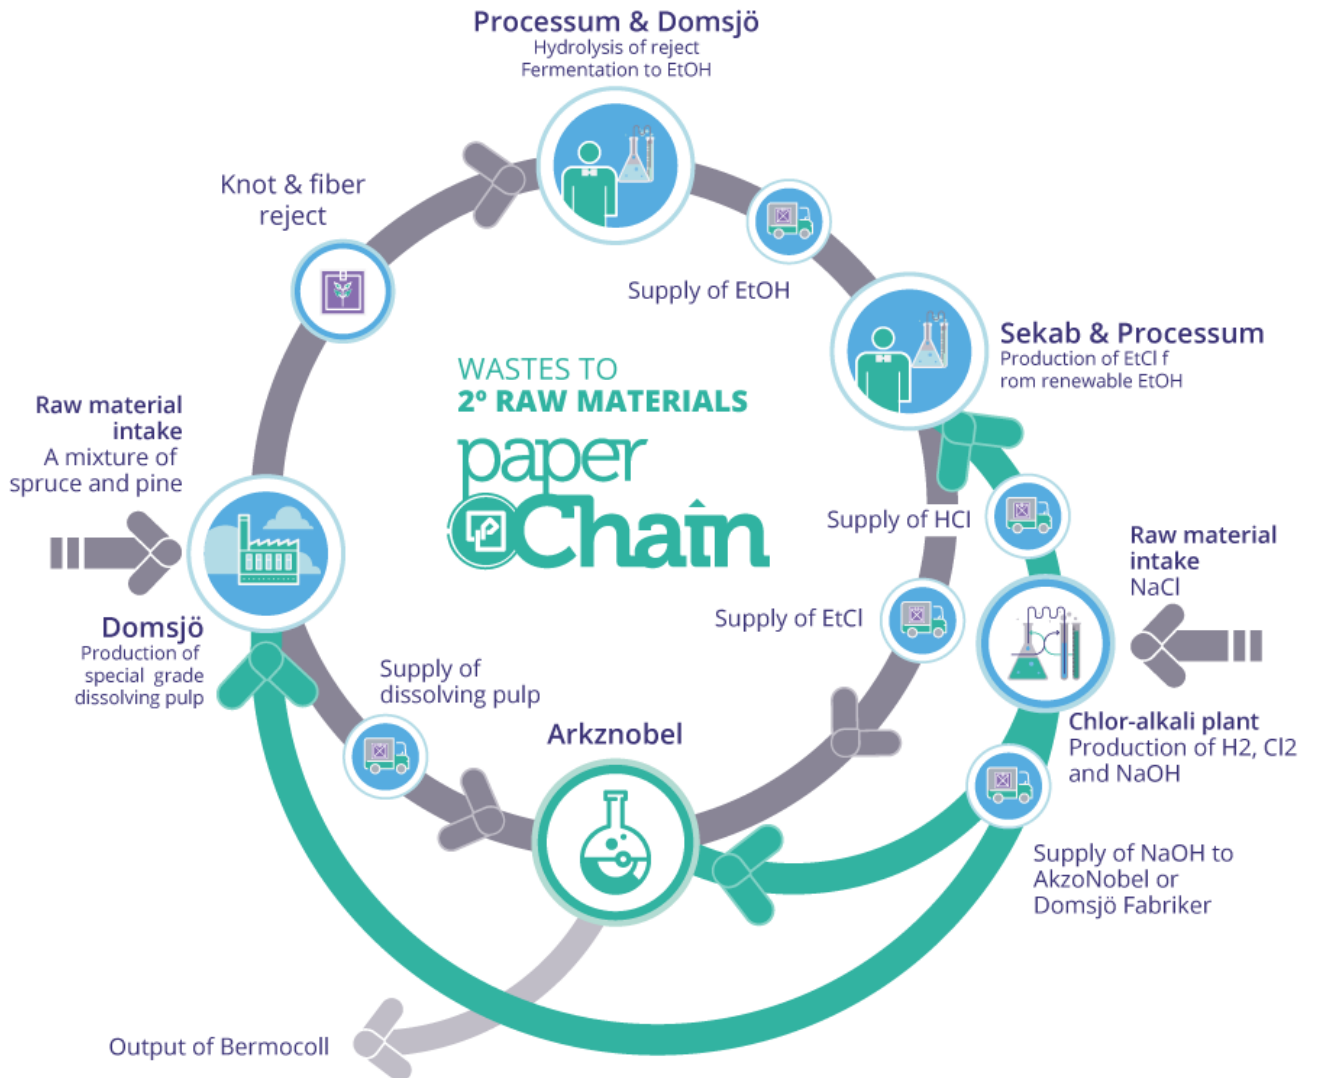 Processum & Domsjö
Hydrolysis of reject
Fermentation to EtOH
Knot & fiber
reject
Supply of EtOH
Sekab & Processum
Production of EtCl f
rom renewable EtOH
WASTES TO
2º RAW MATERIALS
paper
Chain
Raw material
intake
A mixture of
spruce and pine
Supply of HCl
Raw material
intake
NaCl
Supply of EtCl
Domsjö
Production of
special grade
dissolving pulp
Supply of
dissolving pulp
Arkznobel
Chlor-alkali plant
Production of H2, Cl2
and NaOH
Supply of NaOH to
AkzoNobel or
Domsjö Fabriker
Output of Bermocoll